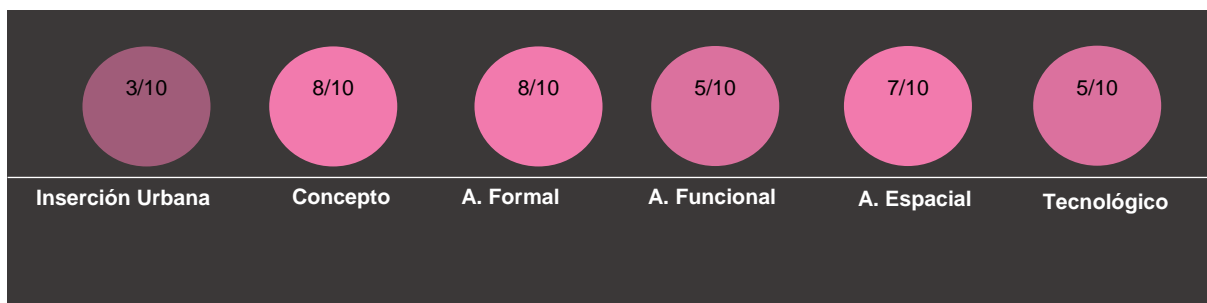 3/10 8/10 8/10 5/10 7/10 5/10
Inserción Urbana Concepto A. Formal A. Funcional A. Espacial Tecnológico